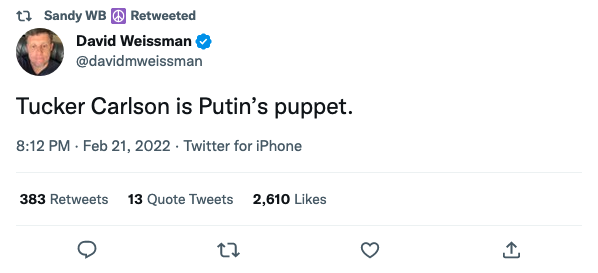 Sandy WB ☮️ Retweeted
David Weissman
@davidmweissman
Tucker Carlson is Putin’s puppet.
8:12 PM · Feb 21, 2022 · Twitter for iPhone
383 Retweets 13 Quote Tweets 2,610 Likes